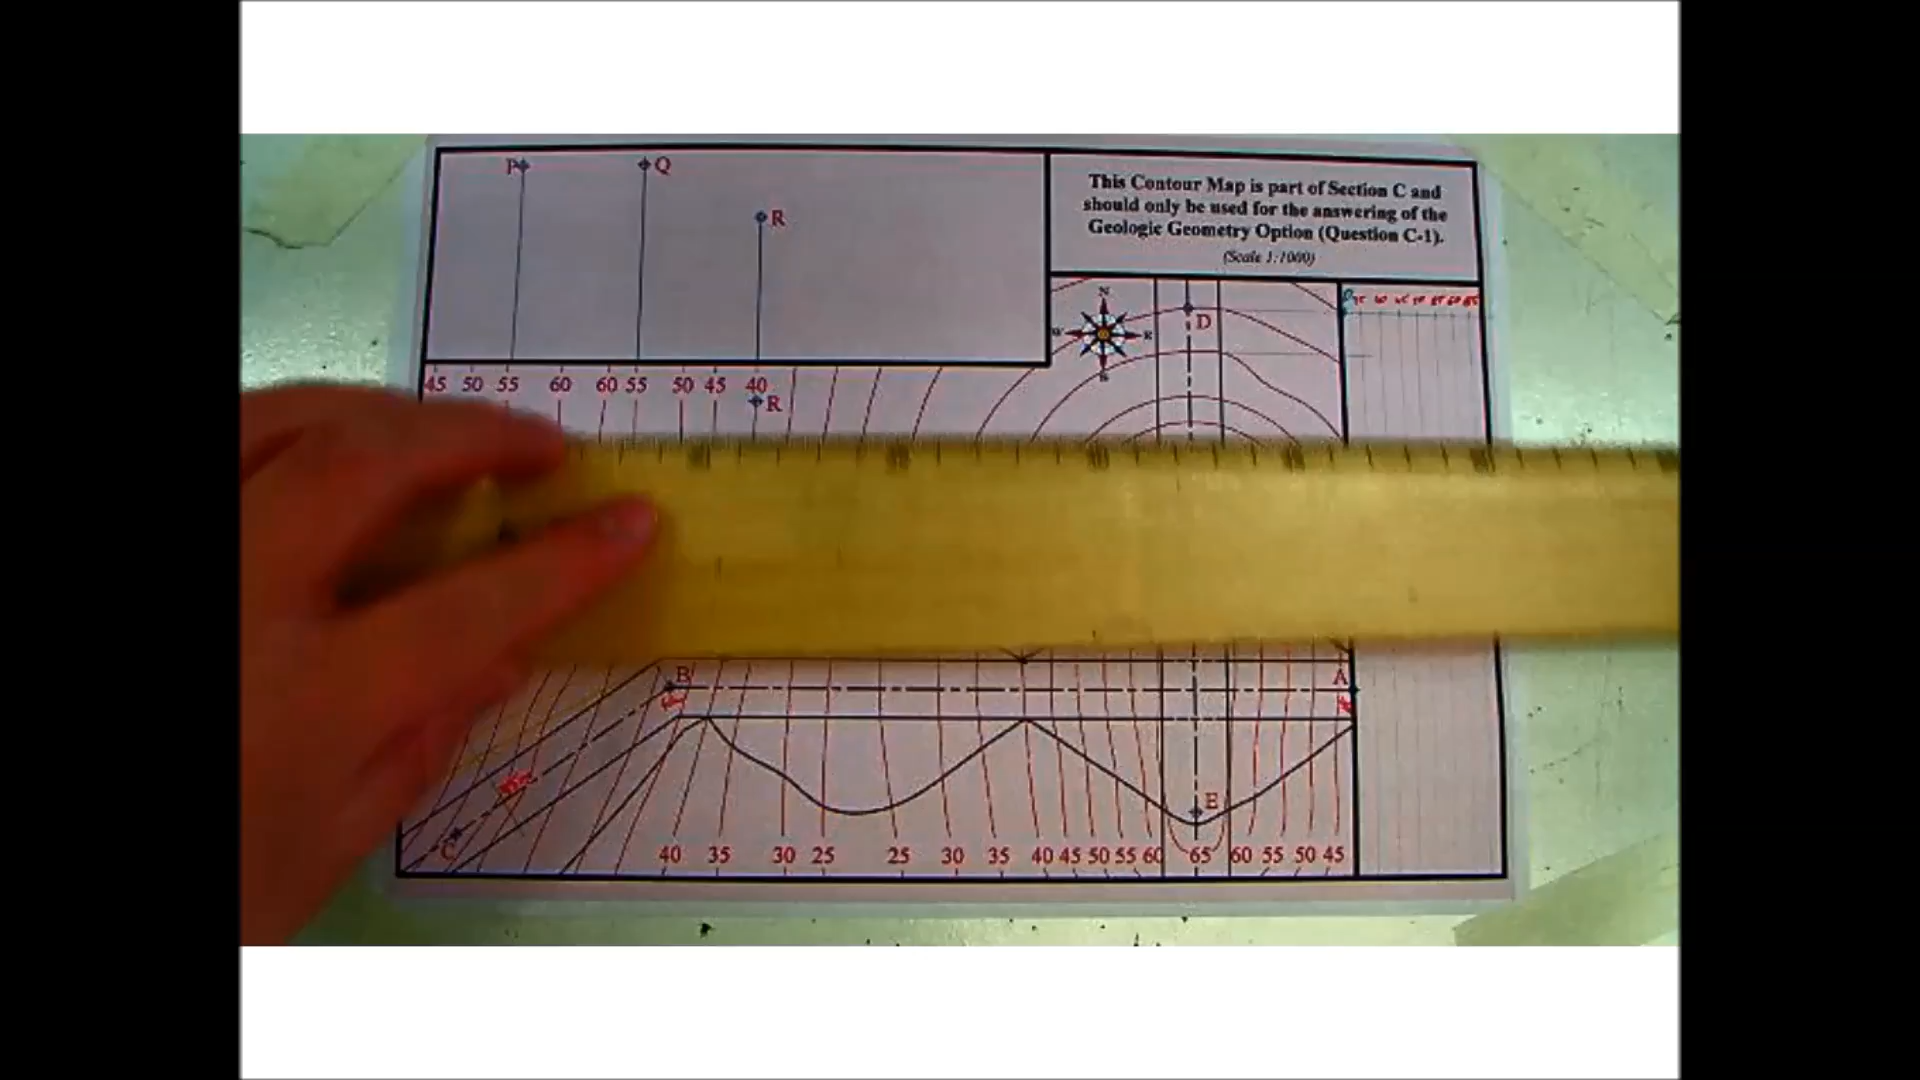 P
Q
R
This Contour Map is part of Section C and
should only be used for the answering of the
Geologic Geometry Option (Question C-1).
(Scale 1:1000)
N
D
45 50 55 60 60 55 50 45 40
R
B
A
E
C
40 35 30 25 25 30 35 40 45 50 55 60 65 60 55 50 45